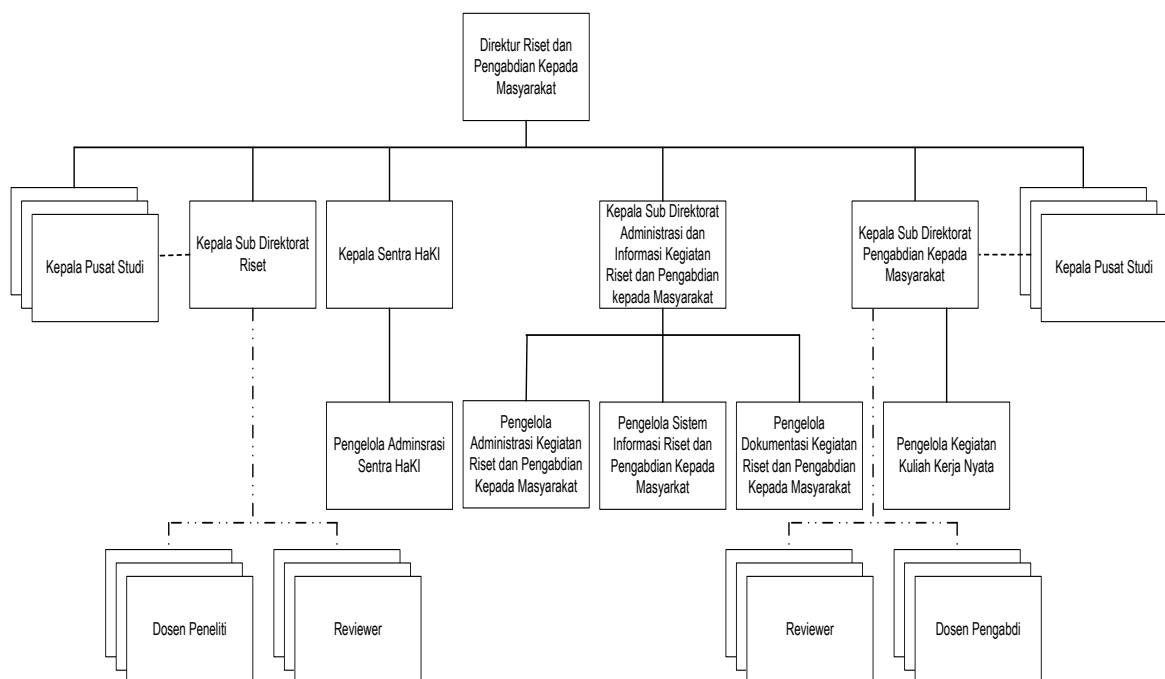 Direktur Riset dan
Pengabdian Kepada
Masyarakat
Kepala Pusat Studi
Kepala Sub Direktorat
Riset
Kepala Sentra HaKI
Kepala Sub Direktorat
Administrasi dan
Informasi Kegiatan
Riset dan Pengabdian
kepada Masyarakat
Kepala Sub Direktorat
Pengabdian Kepada
Masyarakat
Kepala Pusat Studi
Pengelola Adminsrasi
Sentra HaKI
Pengelola
Administrasi Kegiatan
Riset dan Pengabdian
Kepada Masyarakat
Pengelola Sistem
Informasi Riset dan
Pengabdian Kepada
Masyarkat
Pengelola
Dokumentasi Kegiatan
Riset dan Pengabdian
Kepada Masyarakat
Pengelola Kegiatan
Kuliah Kerja Nyata
Dosen Peneliti
Reviewer
Reviewer
Dosen Pengabdi